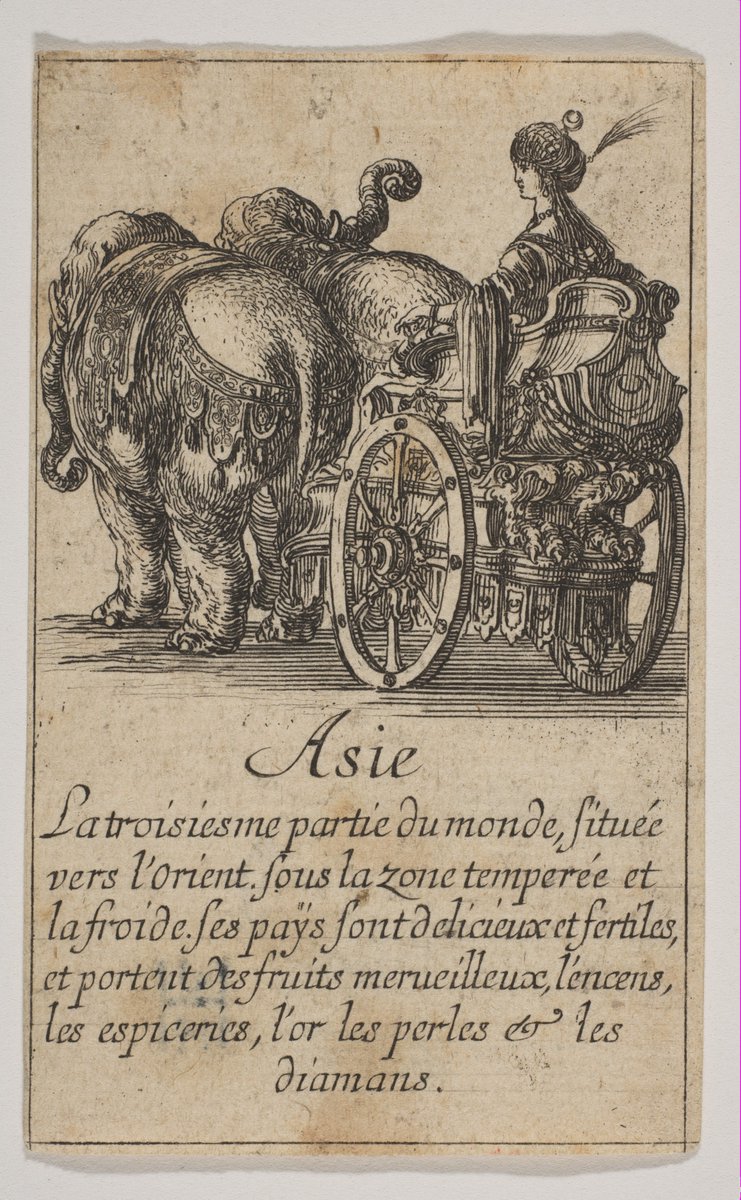 Asie
La troisiesme partie du monde, située
vers l'Orient. sous la zone temperée et
la froide. ses païs sont delicieux et fertiles,
et portent des fruits merueilleux, l'encens,
les espiceries, l'or les perles & les
diamans.